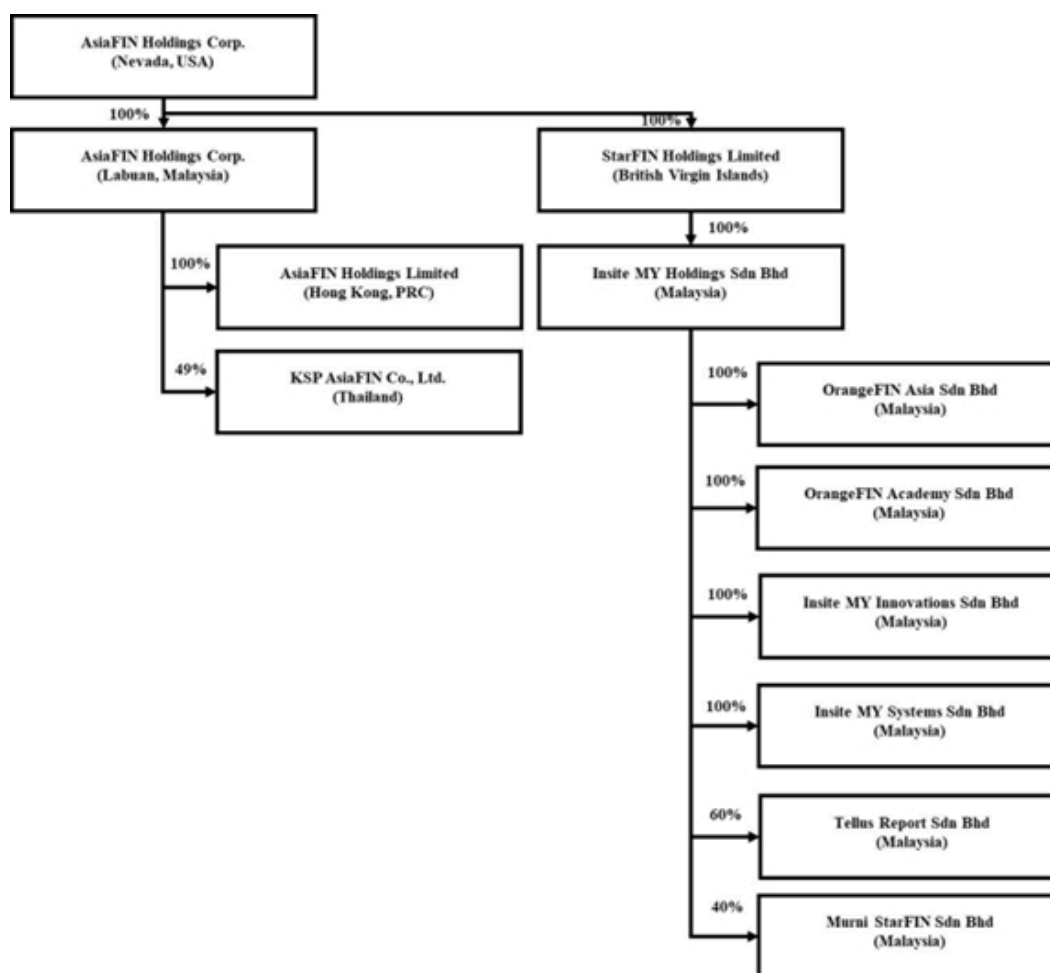 AsiaFIN Holdings Corp.
(Nevada, USA)
100%
100%
AsiaFIN Holdings Corp.
(Labuan, Malaysia)
StarFIN Holdings Limited
(British Virgin Islands)
100%
100%
AsiaFIN Holdings Limited
(Hong Kong, PRC)
Insite MY Holdings Sdn Bhd
(Malaysia)
49%
KSP AsiaFIN Co., Ltd.
(Thailand)
100%
OrangeFIN Asia Sdn Bhd
(Malaysia)
100%
OrangeFIN Academy Sdn Bhd
(Malaysia)
100%
Insite MY Innovations Sdn Bhd
(Malaysia)
100%
Insite MY Systems Sdn Bhd
(Malaysia)
60%
Tellus Report Sdn Bhd
(Malaysia)
40%
Murni StarFIN Sdn Bhd
(Malaysia)